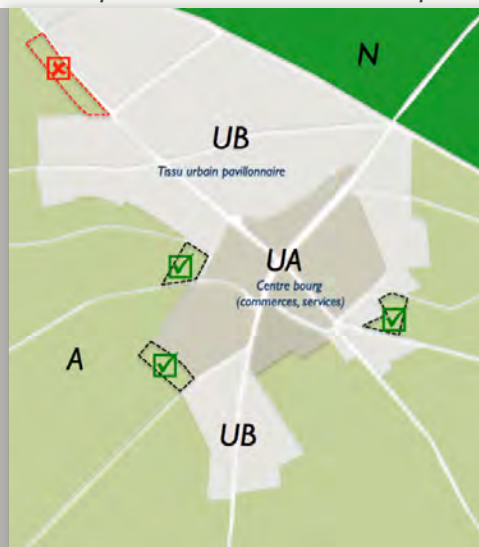 N
UB
Tissu urbain pavillonnaire
UA
Centre bourg
(commerces, services)
A
UB